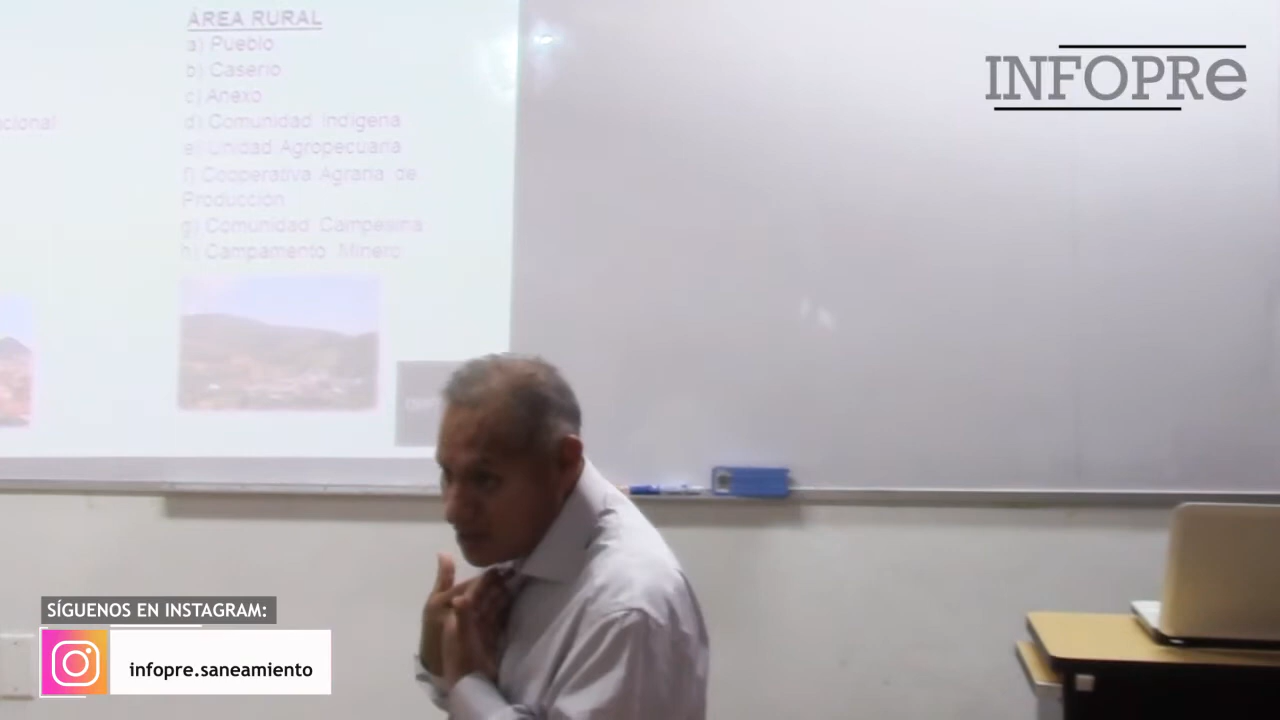 ÁREA RURAL
a) Pueblo
b) Caserío
c) Anexo
d) Comunidad Indígena
e) Unidad Agropecuaria
f) Cooperativa Agraria de
Producción
g) Comunidad Campesina
h) Campamento Minero
INFOPRe
SÍGUENOS EN INSTAGRAM:
infopre.saneamiento